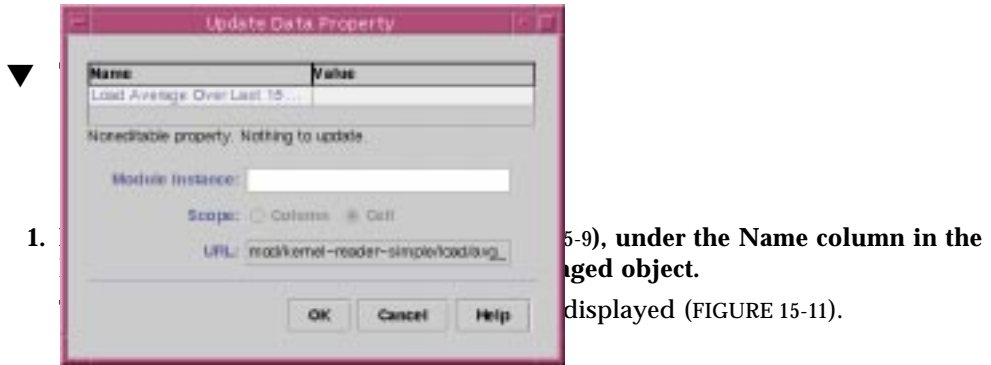 Update Data Property
Name Value
Load Average Over Last 15...
Noneditable property. Nothing to update.
Module Instance:
Scope: Column Cell
1. 5-9), under the Name column in the
URL: mod/kernel-reader-simple/load/avg_
aged object.
OK Cancel Help
displayed (FIGURE 15-11).